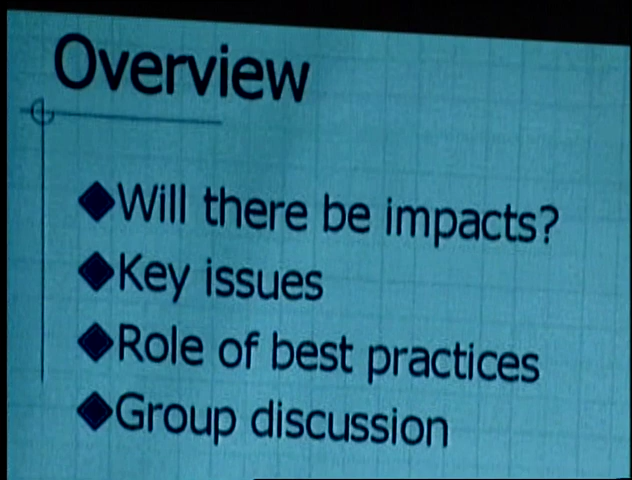 Overview
Will there be impacts?
Key issues
Role of best practices
Group discussion